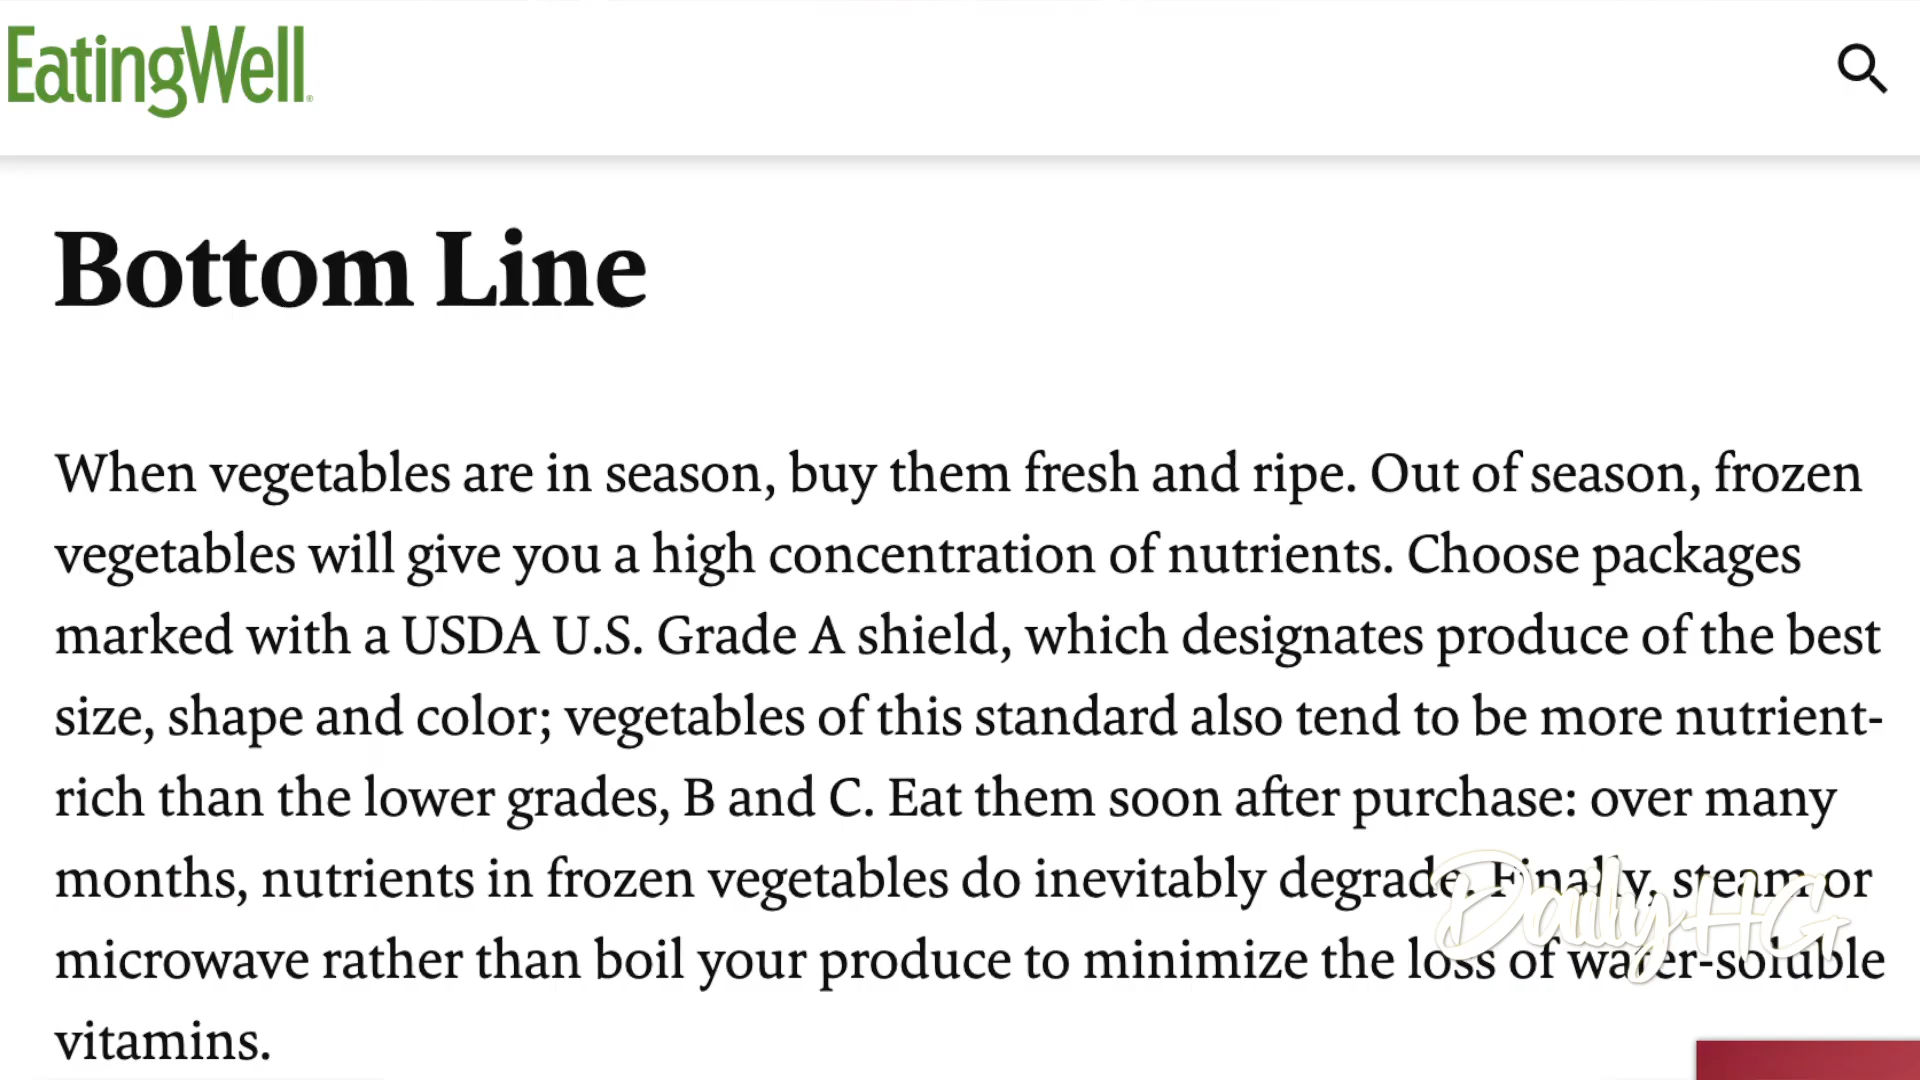 EatingWell
Bottom Line
When vegetables are in season, buy them fresh and ripe. Out of season, frozen
vegetables will give you a high concentration of nutrients. Choose packages
marked with a USDA U.S. Grade A shield, which designates produce of the best
size, shape and color; vegetables of this standard also tend to be more nutrient-
rich than the lower grades, B and C. Eat them soon after purchase: over many
months, nutrients in frozen vegetables do inevitably degrade. Finally, steam or
DailyHG
microwave rather than boil your produce to minimize the loss of water-soluble
vitamins.